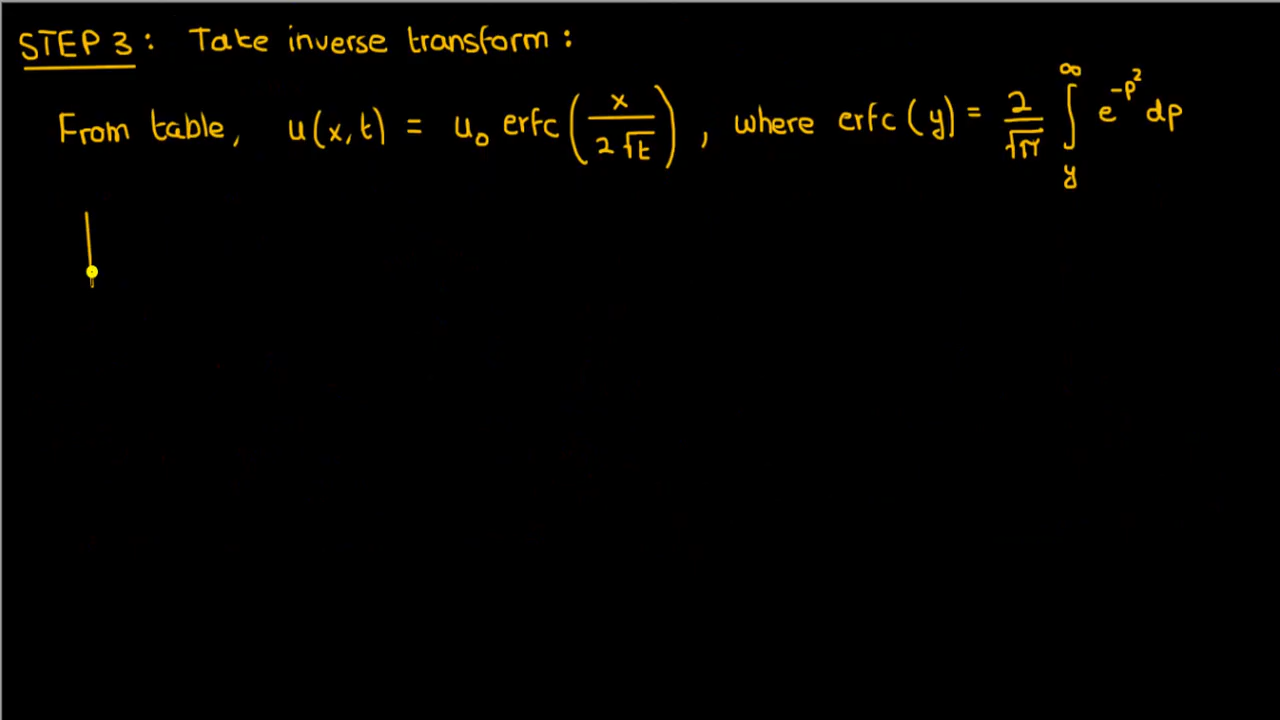 STEP 3: Take inverse transform:
From table, u(x,t) = u₀ erfc(x/(2√t)), where erfc(y) = 2/√π ∫_y^∞ e^(-p²) dp